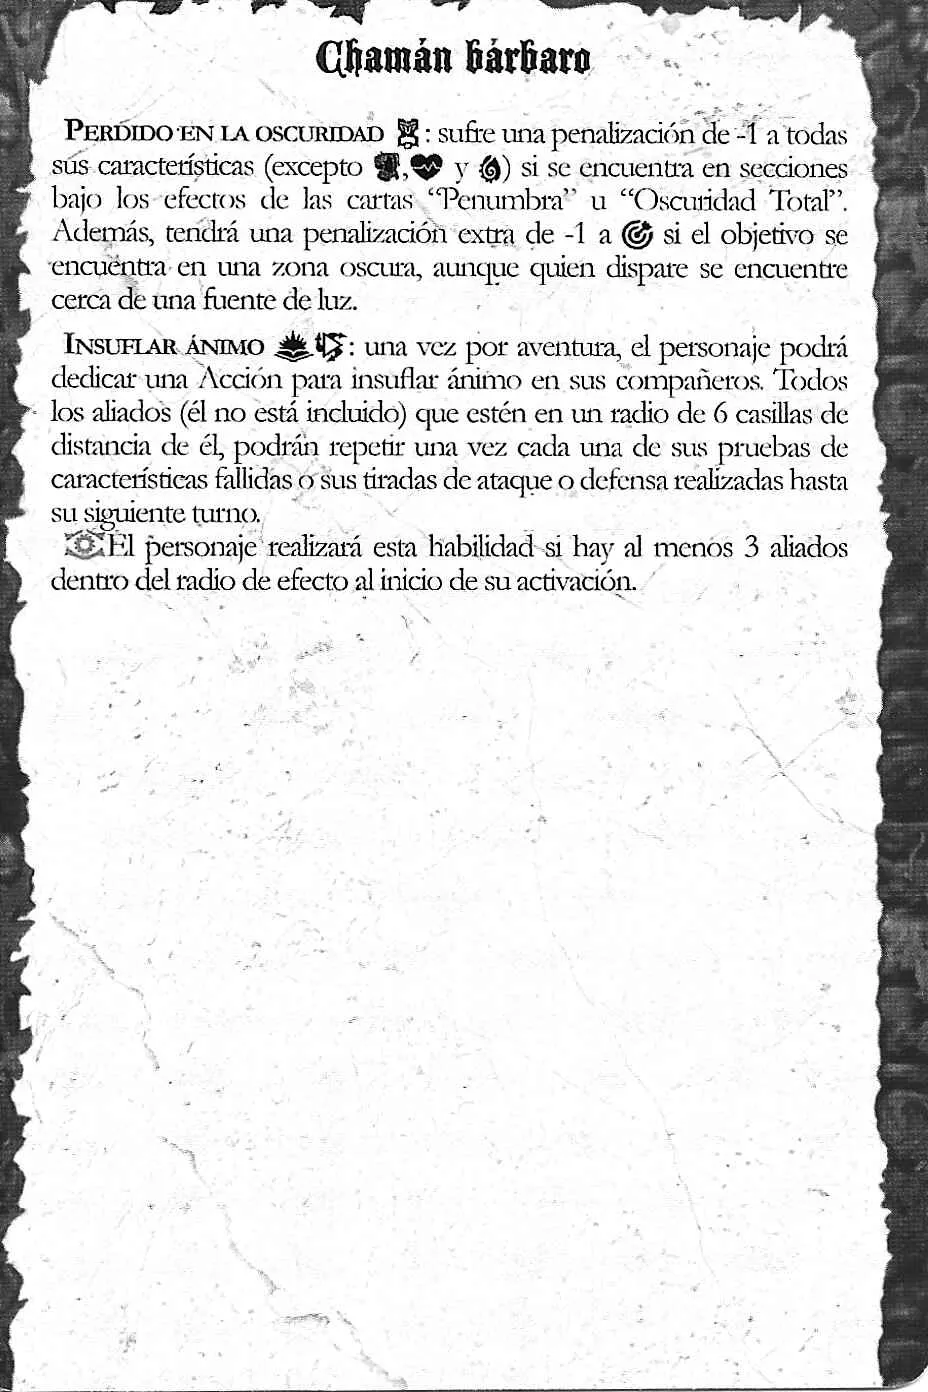 Chamán bárbaro
PERDIDO EN LA OSCURIDAD : sufre una penalización de -1 a todas
sus características (excepto , y ) si se encuentra en secciones
bajo los efectos de las cartas “Penumbra” u “Oscuridad Total”.
Además, tendrá una penalización extra de -1 a si el objetivo se
encuentra en una zona oscura, aunque quien dispare se encuentre
cerca de una fuente de luz.
INSUFLAR ÁNIMO : una vez por aventura, el personaje podrá
dedicar una Acción para insuflar ánimo en sus compañeros. Todos
los aliados (él no está incluido) que estén en un radio de 6 casillas de
distancia de él, podrán repetir una vez cada una de sus pruebas de
características fallidas o sus tiradas de ataque o defensa realizadas hasta
su siguiente turno.
El personaje realizará esta habilidad si hay al menos 3 aliados
dentro del radio de efecto al inicio de su activación.